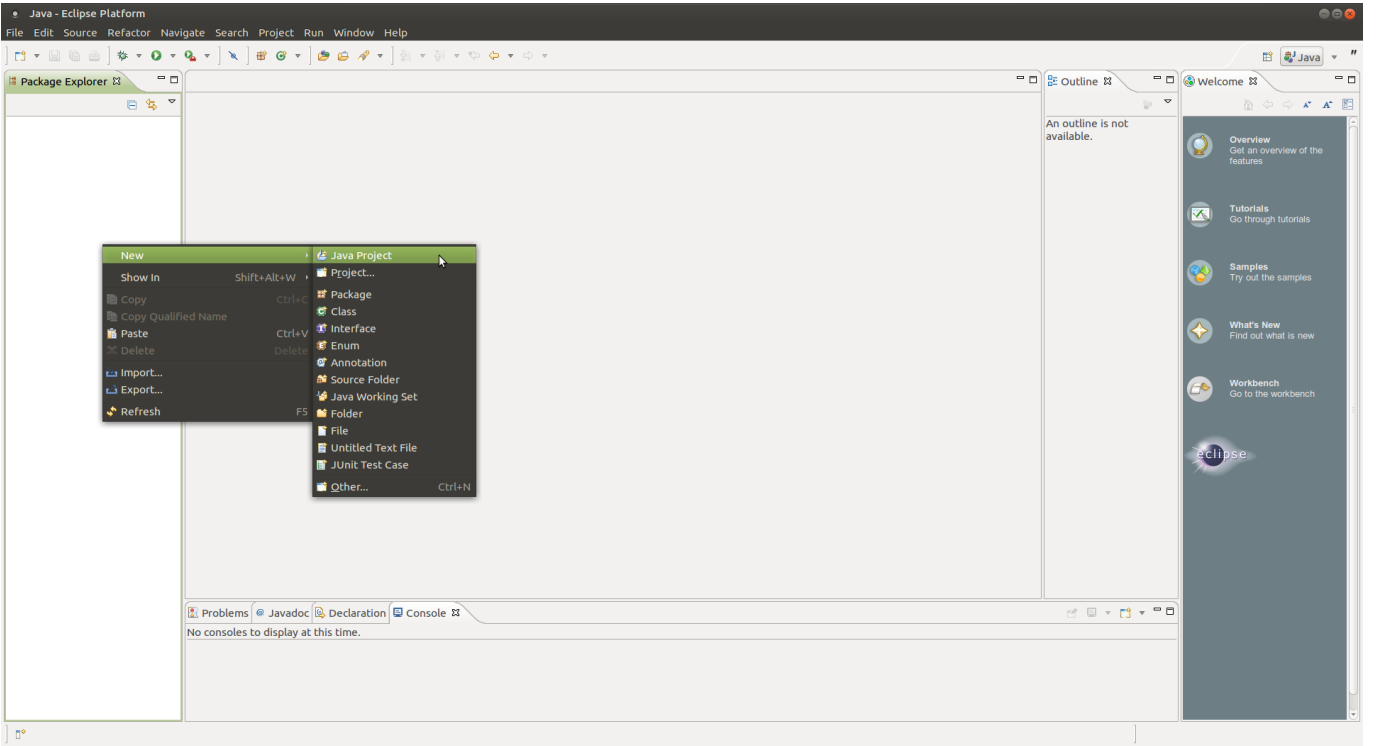 Java - Eclipse Platform
File Edit Source Refactor Navigate Search Project Run Window Help
Java
"
Package Explorer
Outline
Welcome
An outline is not
available.
Overview
Get an overview of the
features
Tutorials
Go through tutorials
Samples
Try out the samples
What's New
Find out what is new
Workbench
Go to the workbench
eclipse
New
Show In Shift+Alt+W
Copy Ctrl+C
Copy Qualified Name
Paste Ctrl+V
Delete Delete
Import...
Export...
Refresh F5
Java Project
Project...
Package
Class
Interface
Enum
Annotation
Source Folder
Java Working Set
Folder
File
Untitled Text File
JUnit Test Case
Other... Ctrl+N
Problems @ Javadoc Declaration Console
No consoles to display at this time.